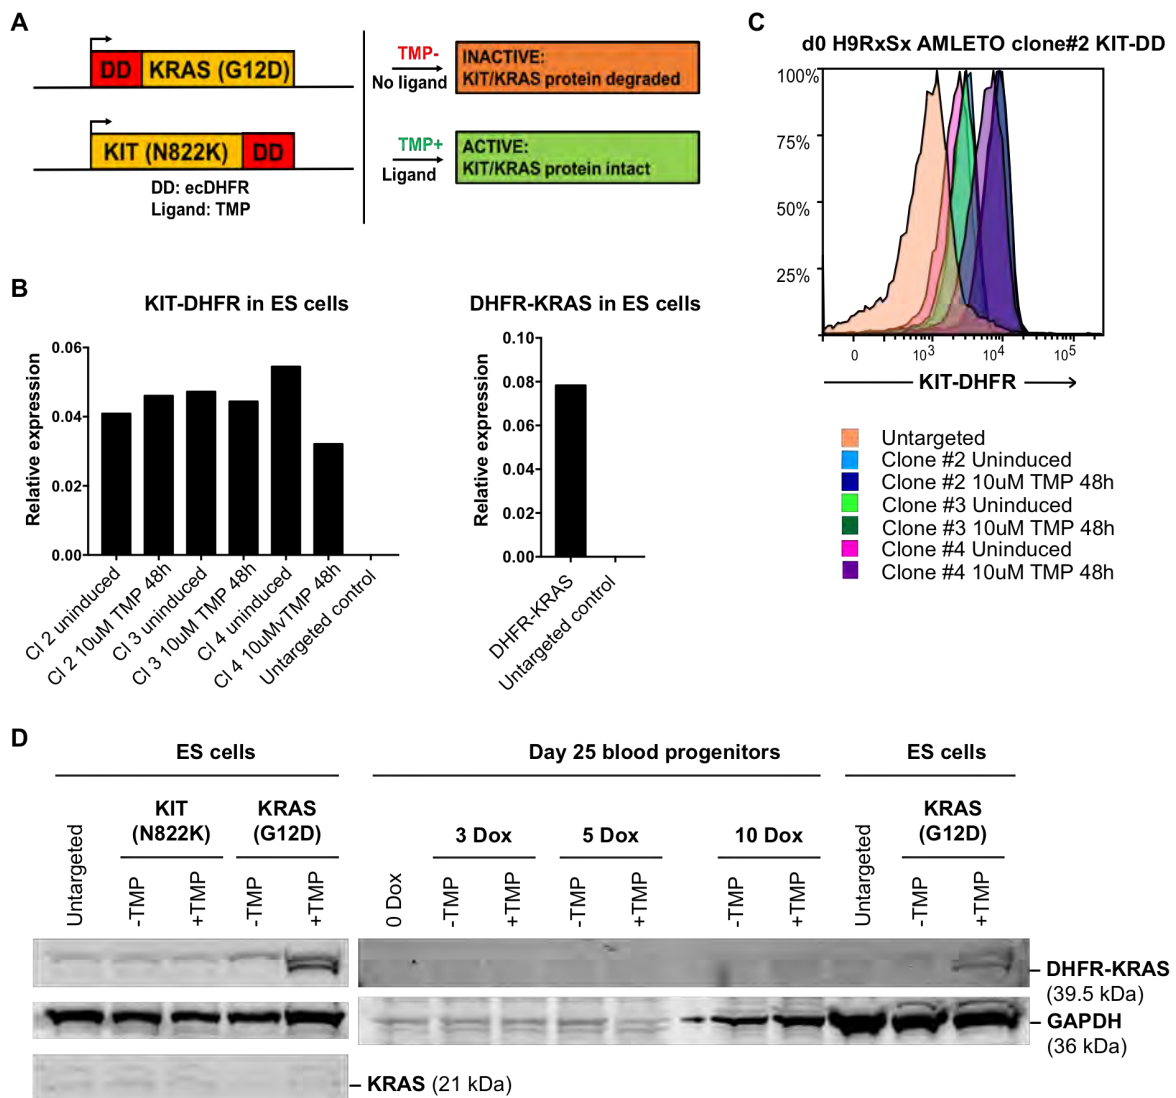 A
DD KRAS (G12D)
TMP-
No ligand
INACTIVE:
KIT/KRAS protein degraded
KIT (N822K) DD
TMP+
Ligand
ACTIVE:
KIT/KRAS protein intact
DD: ecDHFR
Ligand: TMP
B
KIT-DHFR in ES cells
Relative expression
0.06
0.04
0.02
0.00
Cl 2 uninduced
Cl 2 10uM TMP 48h
Cl 3 uninduced
Cl 3 10uM TMP 48h
Cl 4 uninduced
Cl 4 10uMvTMP 48h
Untargeted control
DHFR-KRAS in ES cells
Relative expression
0.10
0.08
0.06
0.04
0.02
0.00
DHFR-KRAS
Untargeted control
C
d0 H9RxSx AMLETO clone#2 KIT-DD
100%
75%
50%
25%
0 10³ 10⁴ 10⁵
KIT-DHFR
Untargeted
Clone #2 Uninduced
Clone #2 10uM TMP 48h
Clone #3 Uninduced
Clone #3 10uM TMP 48h
Clone #4 Uninduced
Clone #4 10uM TMP 48h
D
ES cells
Day 25 blood progenitors
ES cells
Untargeted
KIT
(N822K)
KRAS
(G12D)
-TMP
+TMP
-TMP
+TMP
0 Dox
3 Dox
5 Dox
10 Dox
-TMP
+TMP
-TMP
+TMP
-TMP
+TMP
Untargeted
KRAS
(G12D)
-TMP
+TMP
DHFR-KRAS
(39.5 kDa)
GAPDH
(36 kDa)
KRAS (21 kDa)